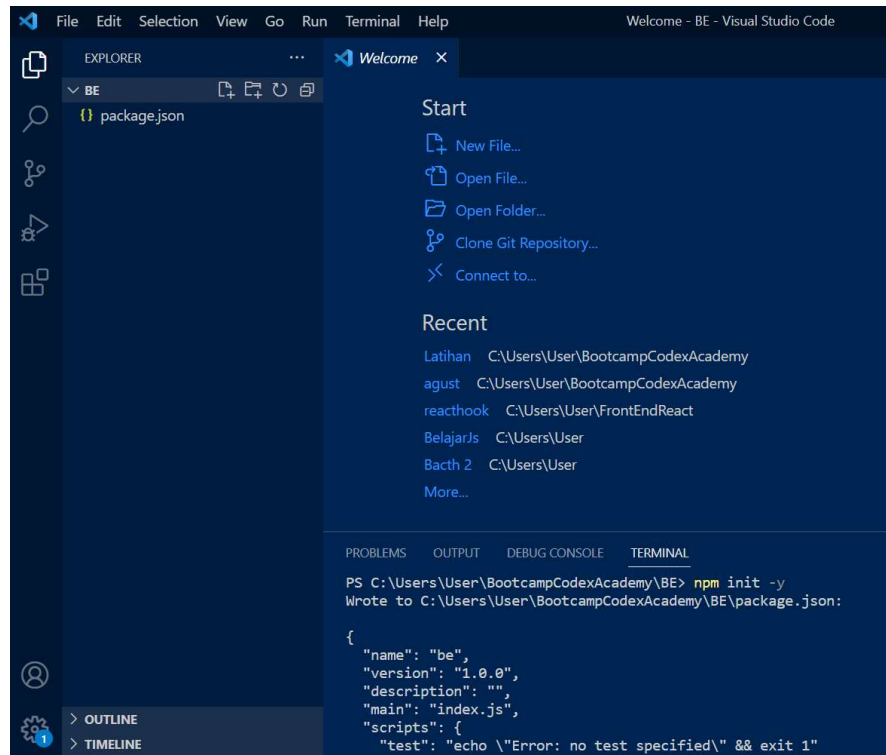 File Edit Selection View Go Run Terminal Help Welcome - BE - Visual Studio Code
EXPLORER ...
BE
{} package.json
Welcome
Start
New File...
Open File...
Open Folder...
Clone Git Repository...
Connect to...
Recent
Latihan C:\Users\User\BootcampCodexAcademy
agust C:\Users\User\BootcampCodexAcademy
reacthook C:\Users\User\FrontEndReact
BelajarJs C:\Users\User
Bacth 2 C:\Users\User
More...
PROBLEMS OUTPUT DEBUG CONSOLE TERMINAL
PS C:\Users\User\BootcampCodexAcademy\BE> npm init -y
Wrote to C:\Users\User\BootcampCodexAcademy\BE\package.json:
{
"name": "be",
"version": "1.0.0",
"description": "",
"main": "index.js",
"scripts": {
"test": "echo \"Error: no test specified\" && exit 1"
OUTLINE
TIMELINE
1